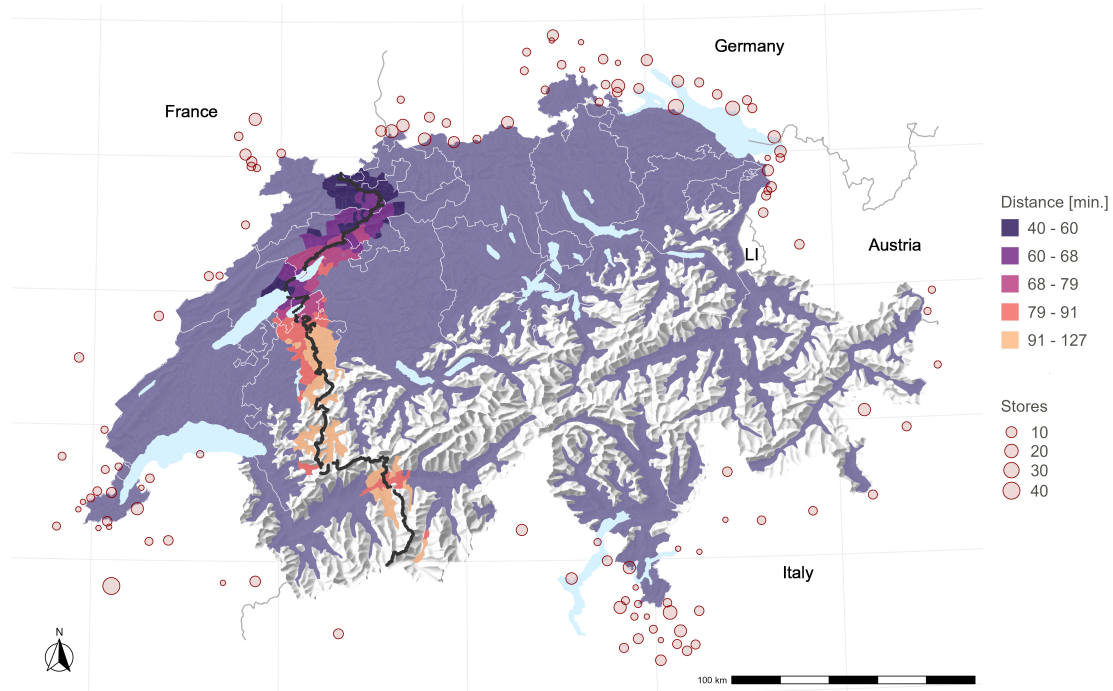 Germany
France
Austria
LI
Italy
Distance [min.]
40 - 60
60 - 68
68 - 79
79 - 91
91 - 127
Stores
10
20
30
40
N
100 km